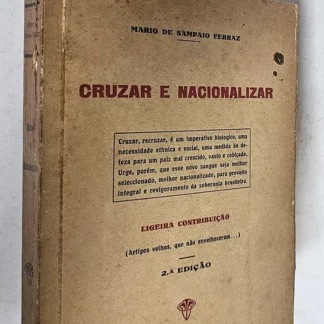 MARIO DE SAMPAIO FERRAZ
CRUZAR E NACIONALIZAR
Cruzar, recruzar, é um imperativo biologico, uma
necessidade ethnica e social, uma medida de de-
feza para um paiz mal crescido, vasto e cobiçado.
Urge, porém, que esse novo sangue seja melhor
seleccionado, melhor nacionalizado, para proveito
integral e revigoramento da soberania brasileira
LIGEIRA CONTRIBUIÇÃO
(Artigos velhos, que não envelheceram...)
2.ª EDIÇÃO